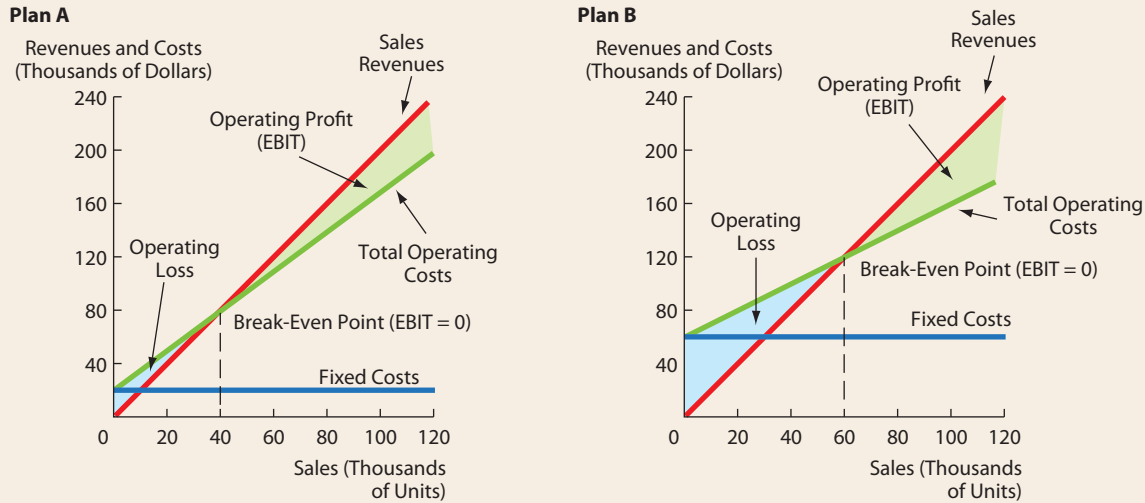 Plan A
Revenues and Costs
(Thousands of Dollars)
Sales
Revenues
240
Operating Profit
(EBIT)
200
160
Operating
Loss
Total Operating
Costs
120
80
Break-Even Point (EBIT = 0)
40
Fixed Costs
0
20
40
60
80
100
120
Sales (Thousands
of Units)
Plan B
Revenues and Costs
(Thousands of Dollars)
Sales
Revenues
Operating Profit
(EBIT)
240
200
160
Operating
Loss
Total Operating
Costs
120
Break-Even Point (EBIT = 0)
80
Fixed Costs
40
0
20
40
60
80
100
120
Sales (Thousands
of Units)